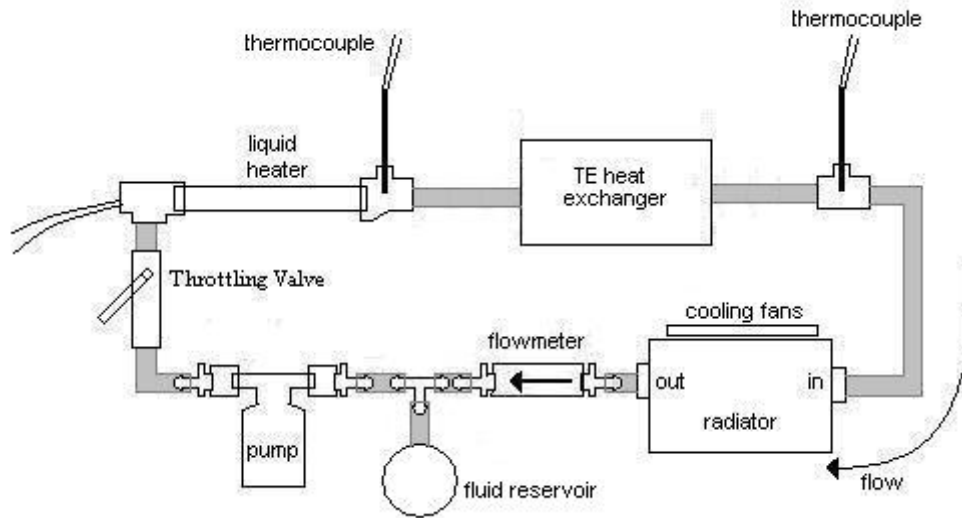 thermocouple
thermocouple
liquid
heater
TE heat
exchanger
Throttling Valve
cooling fans
flowmeter
out
in
radiator
pump
fluid reservoir
flow